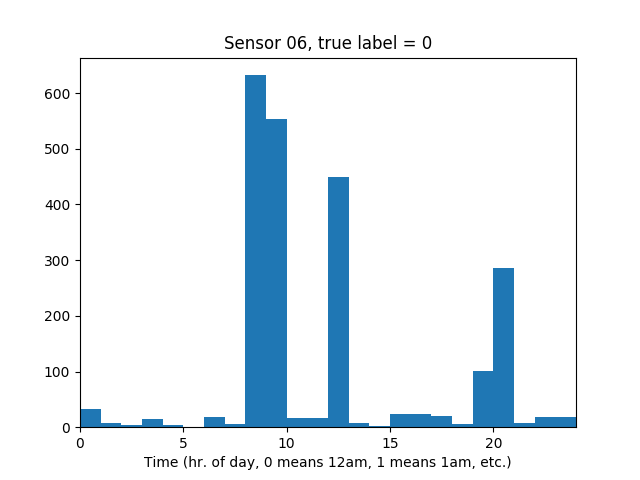 Sensor 06, true label = 0
600
500
400
300
200
100
0
0 5 10 15 20
Time (hr. of day, 0 means 12am, 1 means 1am, etc.)